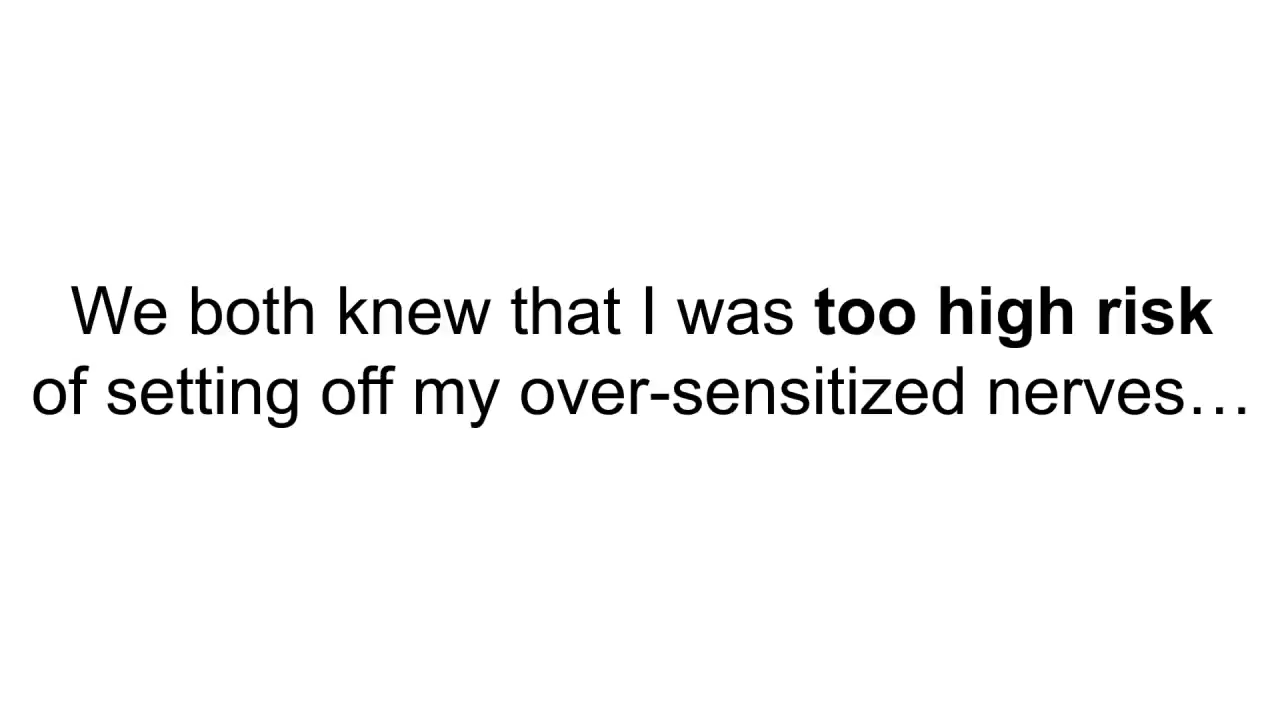 We both knew that I was too high risk
of setting off my over-sensitized nerves…